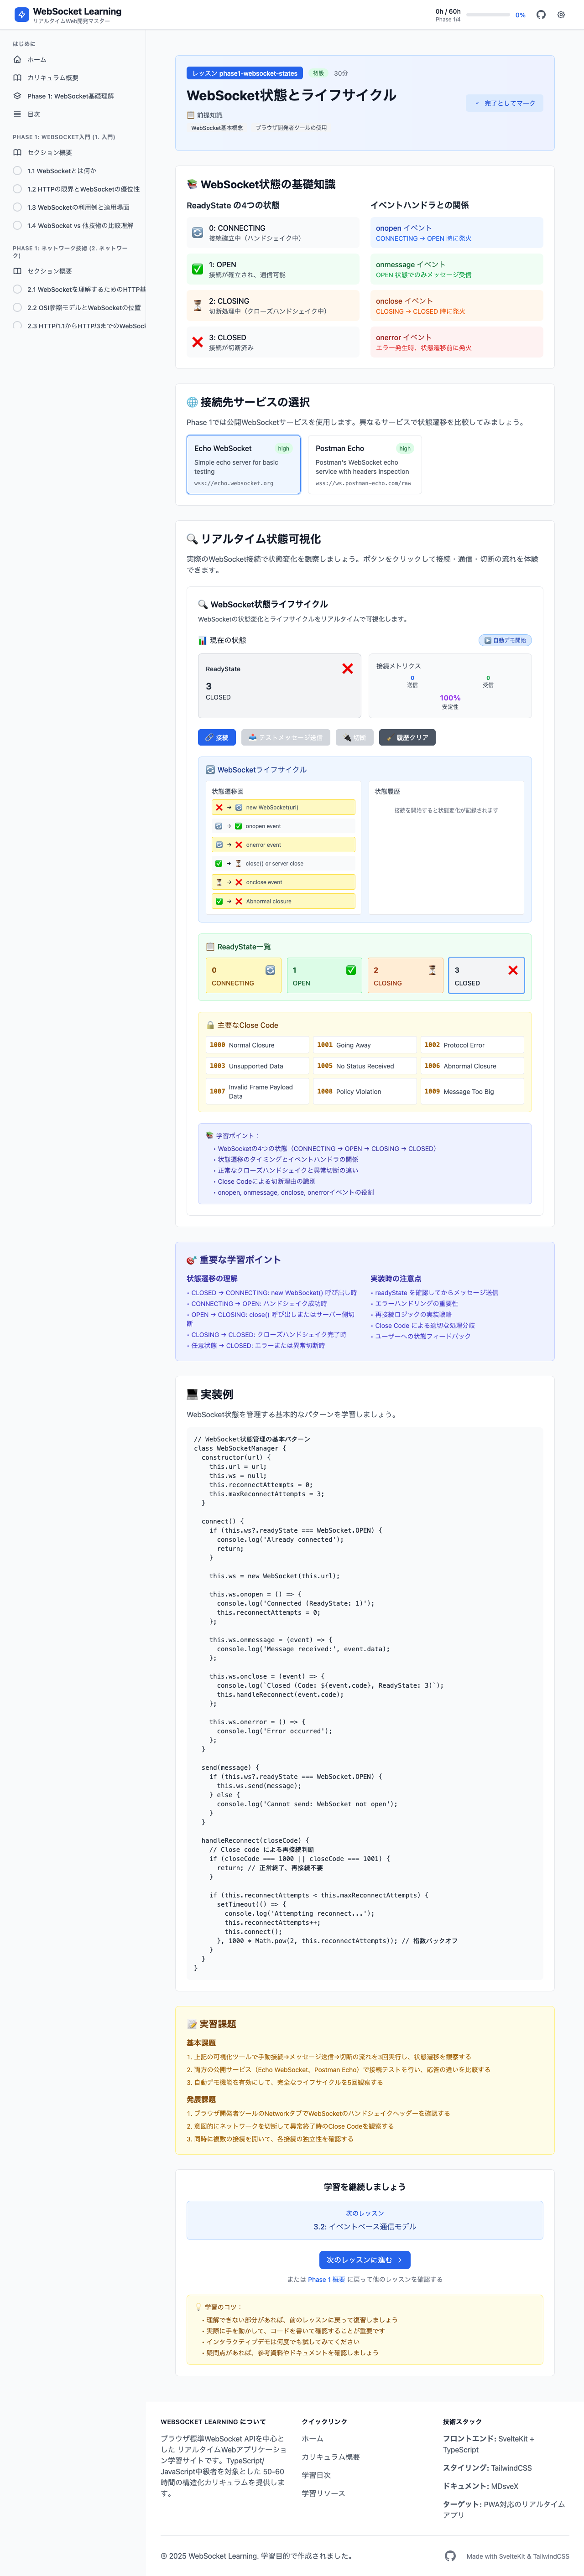 WebSocket Learning
リアルタイムWeb開発マスター
0h / 60h
Phase 1/4
0%
はじめに
ホーム
カリキュラム概要
Phase 1: WebSocket基礎理解
目次
PHASE 1: WEBSOCKET入門 (1. 入門)
セクション概要
1.1 WebSocketとは何か
1.2 HTTPの限界とWebSocketの優位性
1.3 WebSocketの利用例と適用場面
1.4 WebSocket vs 他技術の比較理解
PHASE 1: ネットワーク技術 (2. ネットワー
ク)
セクション概要
2.1 WebSocketを理解するためのHTTP基
2.2 OSI参照モデルとWebSocketの位置
2.3 HTTP/1.1からHTTP/3までのWebSocl
レッスン phase1-websocket-states
初級
30分
WebSocket状態とライフサイクル
📋 前提知識
WebSocket基本概念
ブラウザ開発者ツールの使用
• 完了としてマーク
📚 WebSocket状態の基礎知識
ReadyState の4つの状態
0: CONNECTING
接続確立中（ハンドシェイク中）
1: OPEN
接続が確立され、通信可能
2: CLOSING
切断処理中（クローズハンドシェイク中）
3: CLOSED
接続が切断済み
イベントハンドラとの関係
onopen イベント
CONNECTING → OPEN 時に発火
onmessage イベント
OPEN 状態でのみメッセージ受信
onclose イベント
CLOSING → CLOSED 時に発火
onerror イベント
エラー発生時、状態遷移前に発火
🌐 接続先サービスの選択
Phase 1では公開WebSocketサービスを使用します。異なるサービスで状態遷移を比較してみましょう。
Echo WebSocket
high
Simple echo server for basic
testing
wss://echo.websocket.org
Postman Echo
high
Postman's WebSocket echo
service with headers inspection
wss://ws.postman-echo.com/raw
🔍 リアルタイム状態可視化
実際のWebSocket接続で状態変化を観察しましょう。ボタンをクリックして接続・通信・切断の流れを体験
できます。
🔍 WebSocket状態ライフサイクル
WebSocketの状態変化とライフサイクルをリアルタイムで可視化します。
📊 現在の状態
▶️ 自動デモ開始
ReadyState
3
CLOSED
接続メトリクス
0
送信
0
受信
100%
安定性
🔗 接続
📤 テストメッセージ送信
🔌 切断
🧹 履歴クリア
🔄 WebSocketライフサイクル
状態遷移図
❌ → 🔄 new WebSocket(url)
🔄 → ✅ onopen event
🔄 → ❌ onerror event
✅ → ⏳ close() or server close
⏳ → ❌ onclose event
✅ → ❌ Abnormal closure
状態履歴
接続を開始すると状態変化が記録されます
📋 ReadyState一覧
0
CONNECTING
1
OPEN
2
CLOSING
3
CLOSED
🔒 主要なClose Code
1000 Normal Closure
1001 Going Away
1002 Protocol Error
1003 Unsupported Data
1005 No Status Received
1006 Abnormal Closure
1007 Invalid Frame Payload
Data
1008 Policy Violation
1009 Message Too Big
📚 学習ポイント：
• WebSocketの4つの状態（CONNECTING → OPEN → CLOSING → CLOSED）
• 状態遷移のタイミングとイベントハンドラの関係
• 正常なクローズハンドシェイクと異常切断の違い
• Close Codeによる切断理由の識別
• onopen, onmessage, onclose, onerrorイベントの役割
🎯 重要な学習ポイント
状態遷移の理解
• CLOSED → CONNECTING: new WebSocket() 呼び出し時
• CONNECTING → OPEN: ハンドシェイク成功時
• OPEN → CLOSING: close() 呼び出しまたはサーバー側切
断
• CLOSING → CLOSED: クローズハンドシェイク完了時
• 任意状態 → CLOSED: エラーまたは異常切断時
実装時の注意点
• readyState を確認してからメッセージ送信
• エラーハンドリングの重要性
• 再接続ロジックの実装戦略
• Close Code による適切な処理分岐
• ユーザーへの状態フィードバック
💻 実装例
WebSocket状態を管理する基本的なパターンを学習しましょう。
// WebSocket状態管理の基本パターン
class WebSocketManager {
  constructor(url) {
    this.url = url;
    this.ws = null;
    this.reconnectAttempts = 0;
    this.maxReconnectAttempts = 3;
  }
  connect() {
    if (this.ws?.readyState === WebSocket.OPEN) {
      console.log('Already connected');
      return;
    }
    this.ws = new WebSocket(this.url);
    this.ws.onopen = () => {
      console.log('Connected (ReadyState: 1)');
      this.reconnectAttempts = 0;
    };
    this.ws.onmessage = (event) => {
      console.log('Message received:', event.data);
    };
    this.ws.onclose = (event) => {
      console.log(`Closed (Code: ${event.code}, ReadyState: 3)`);
      this.handleReconnect(event.code);
    };
    this.ws.onerror = () => {
      console.log('Error occurred');
    };
  }
  send(message) {
    if (this.ws?.readyState === WebSocket.OPEN) {
      this.ws.send(message);
    } else {
      console.log('Cannot send: WebSocket not open');
    }
  }
  handleReconnect(closeCode) {
    // Close code による再接続判断
    if (closeCode === 1000 || closeCode === 1001) {
      return; // 正常終了、再接続不要
    }
    if (this.reconnectAttempts < this.maxReconnectAttempts) {
      setTimeout(() => {
        console.log('Attempting reconnect...');
        this.reconnectAttempts++;
        this.connect();
      }, 1000 * Math.pow(2, this.reconnectAttempts)); // 指数バックオフ
    }
  }
}
📝 実習課題
基本課題
1. 上記の可視化ツールで手動接続→メッセージ送信→切断の流れを3回実行し、状態遷移を観察する
2. 両方の公開サービス（Echo WebSocket、Postman Echo）で接続テストを行い、応答の違いを比較する
3. 自動デモ機能を有効にして、完全なライフサイクルを5回観察する
発展課題
1. ブラウザ開発者ツールのNetworkタブでWebSocketのハンドシェイクヘッダーを確認する
2. 意図的にネットワークを切断して異常終了時のClose Codeを観察する
3. 同時に複数の接続を開いて、各接続の独立性を確認する
学習を継続しましょう
次のレッスン
3.2: イベントベース通信モデル
次のレッスンに進む
または Phase 1 概要 に戻って他のレッスンを確認する
💡 学習のコツ：
• 理解できない部分があれば、前のレッスンに戻って復習しましょう
• 実際に手を動かして、コードを書いて確認することが重要です
• インタラクティブデモは何度でも試してみてください
• 疑問点があれば、参考資料やドキュメントを確認しましょう
WEBSOCKET LEARNING について
ブラウザ標準WebSocket APIを中心と
した リアルタイムWebアプリケーショ
ン学習サイトです。TypeScript/
JavaScript中級者を対象とした 50-60
時間の構造化カリキュラムを提供しま
す。
クイックリンク
ホーム
カリキュラム概要
学習目次
学習リソース
技術スタック
フロントエンド: SvelteKit +
TypeScript
スタイリング: TailwindCSS
ドキュメント: MDsveX
ターゲット: PWA対応のリアルタイム
アプリ
© 2025 WebSocket Learning. 学習目的で作成されました。
Made with SvelteKit & TailwindCSS